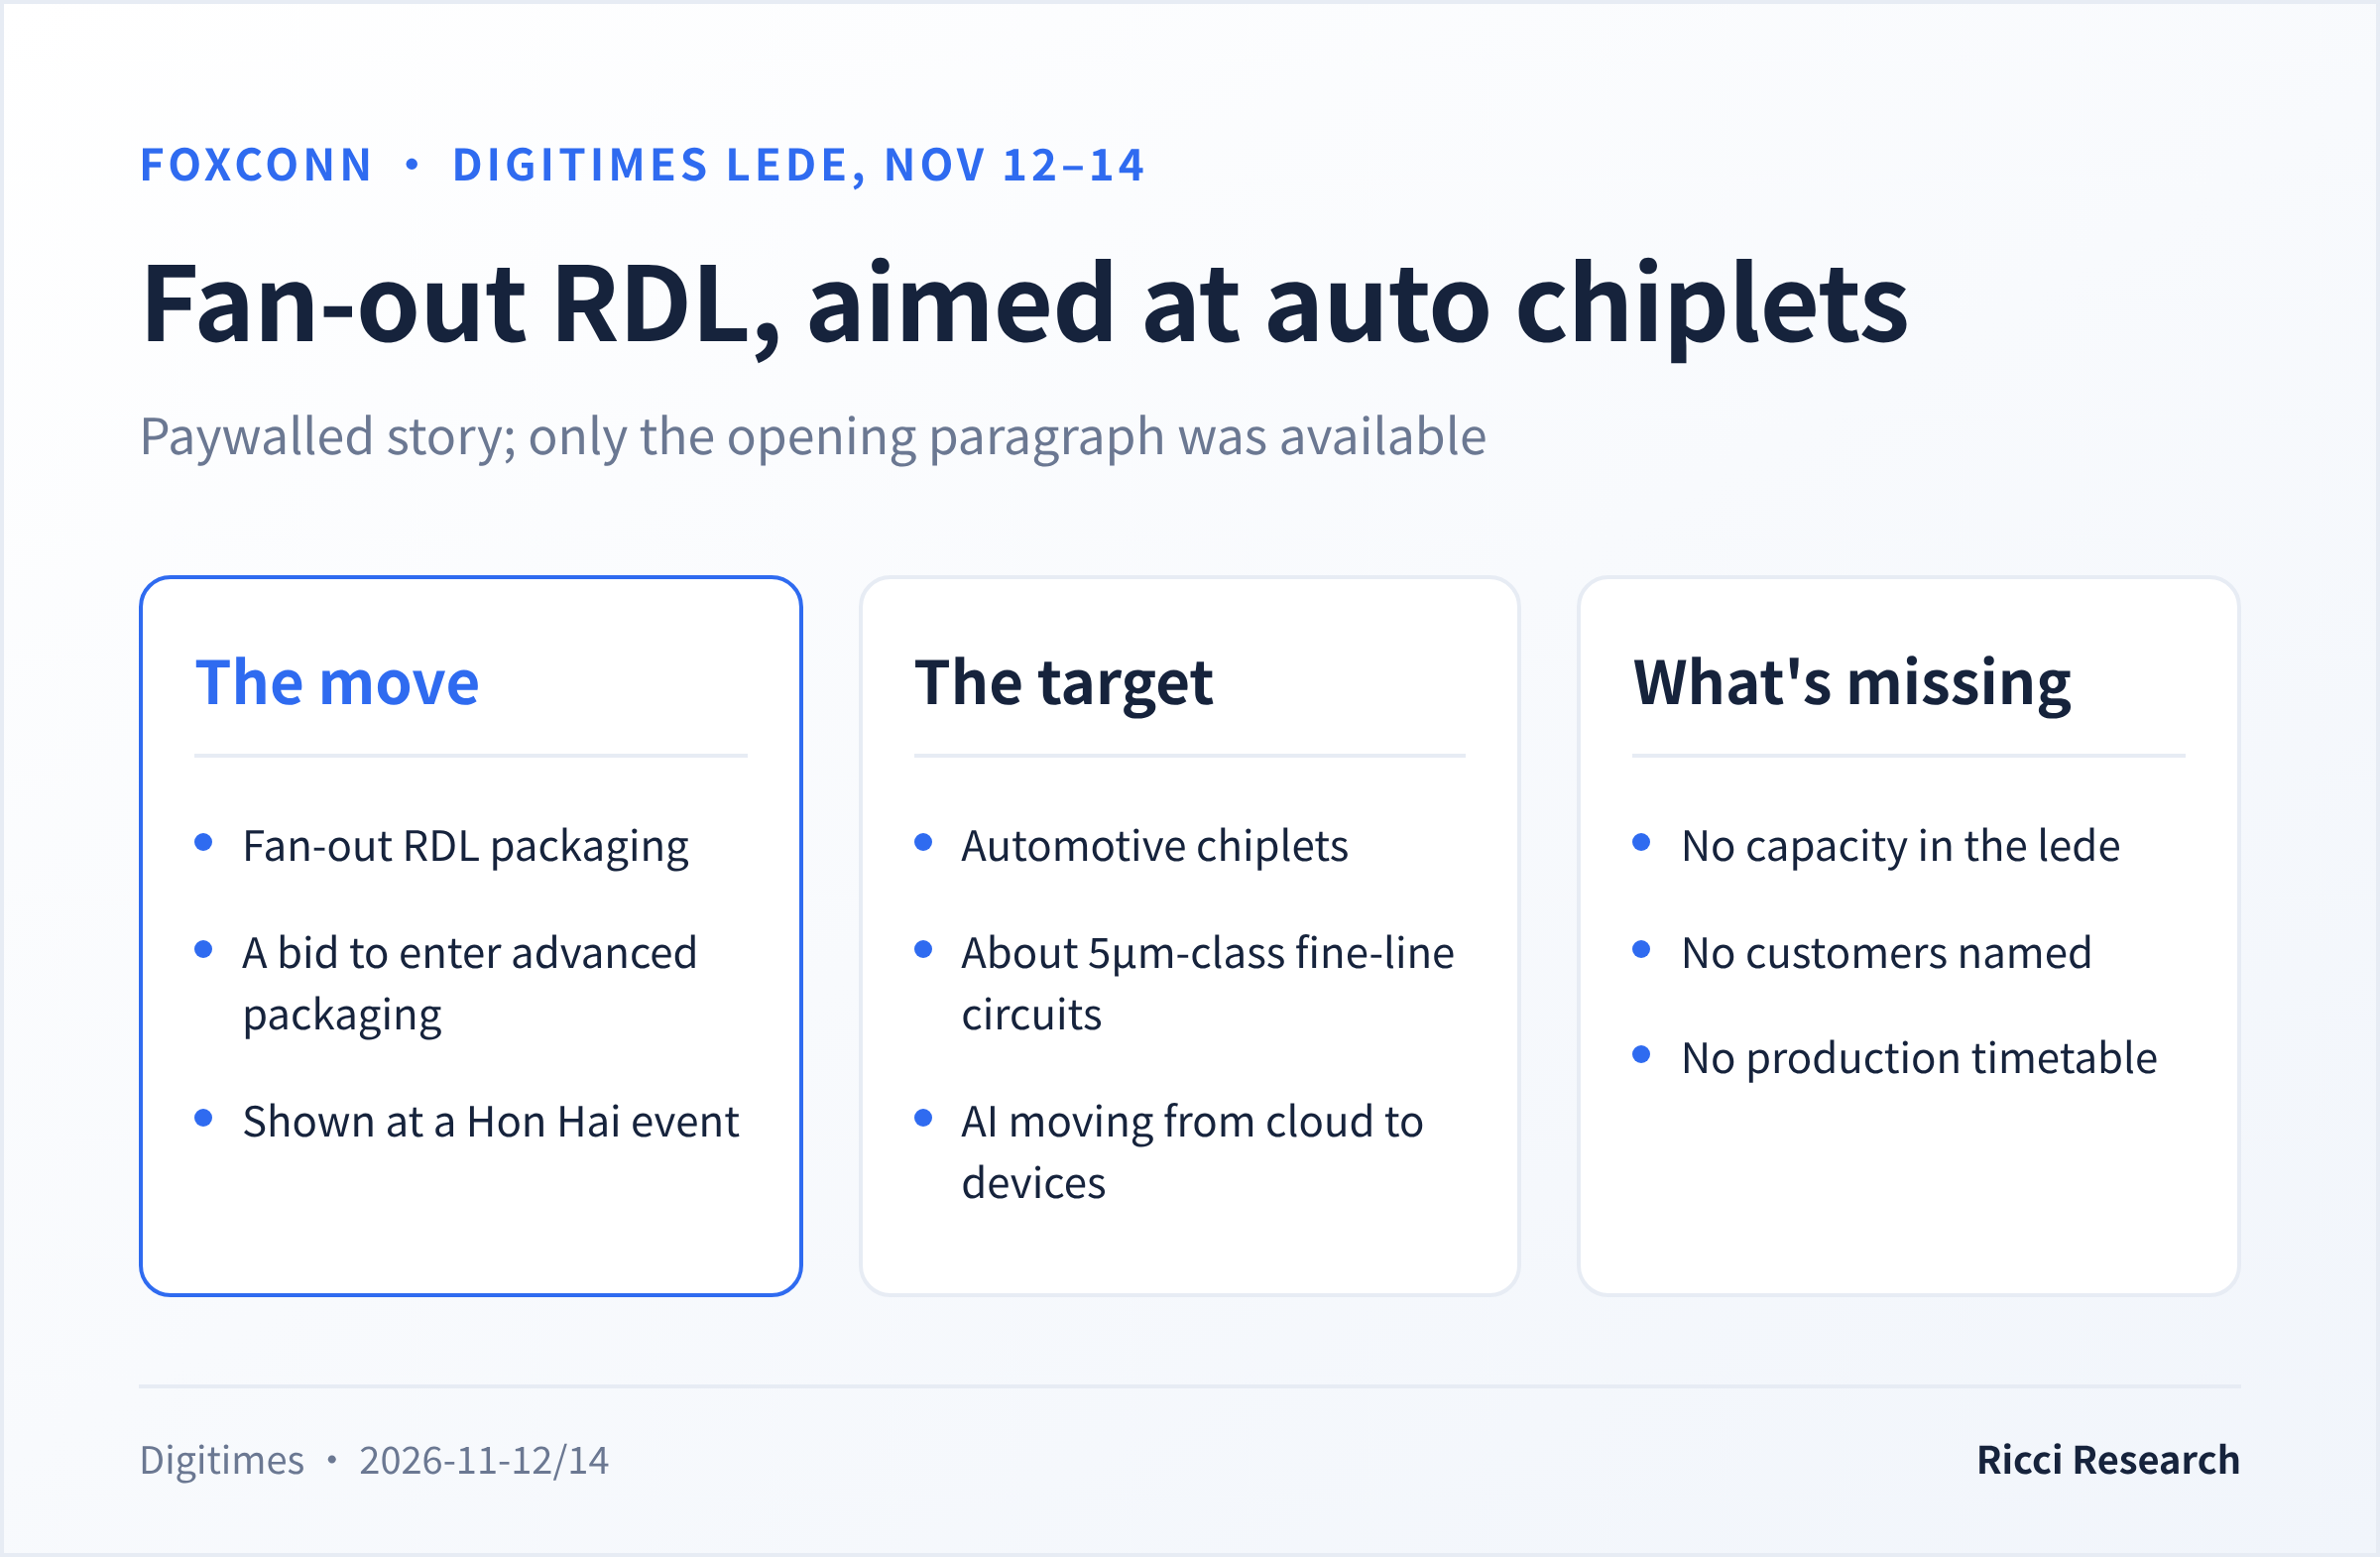 FOXCONN • DIGITIMES LEDE, NOV 12–14
Fan-out RDL, aimed at auto chiplets
Paywalled story; only the opening paragraph was available
The move
• Fan-out RDL packaging
• A bid to enter advanced
packaging
• Shown at a Hon Hai event
The target
• Automotive chiplets
• About 5µm-class fine-line
circuits
• AI moving from cloud to
devices
What's missing
• No capacity in the lede
• No customers named
• No production timetable
Digitimes • 2026-11-12/14
Ricci Research